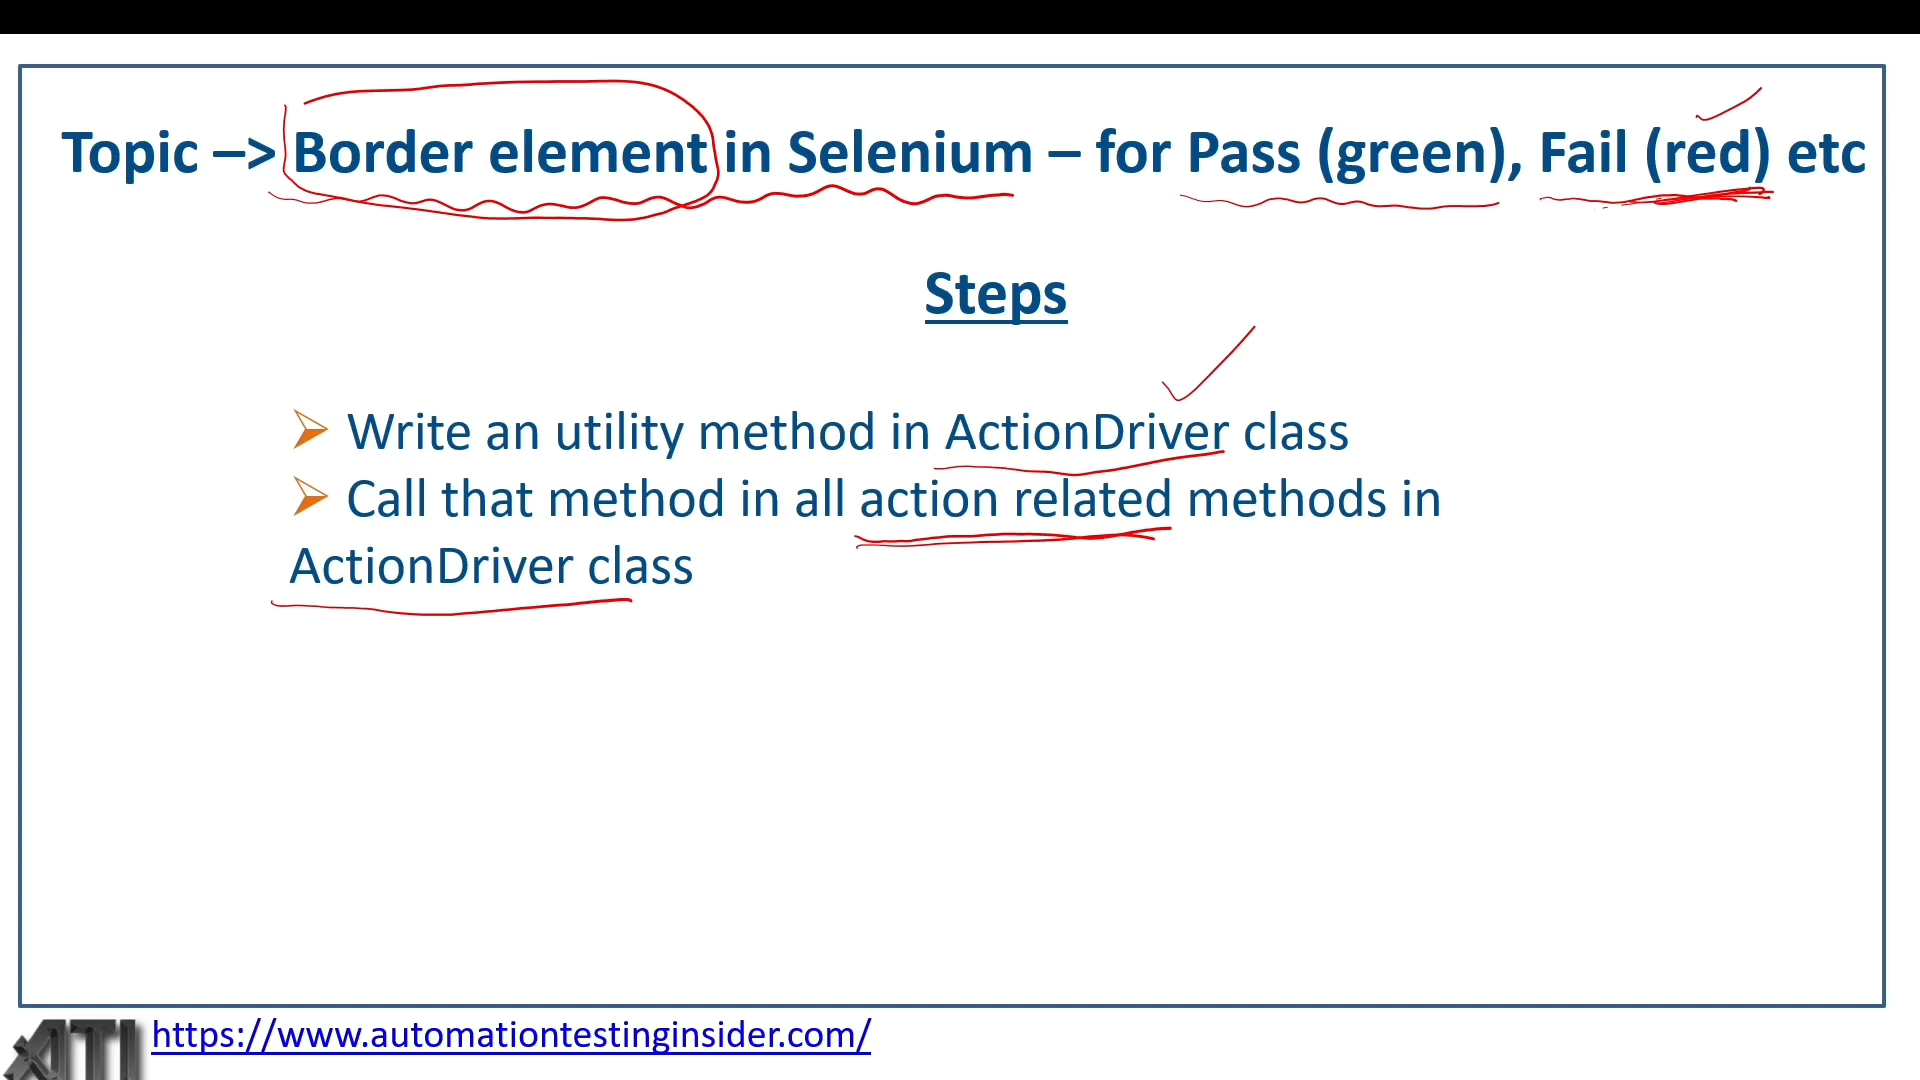 Topic –> Border element in Selenium – for Pass (green), Fail (red) etc
Steps
Write an utility method in ActionDriver class
Call that method in all action related methods in
ActionDriver class
ATI
https://www.automationtestinginsider.com/